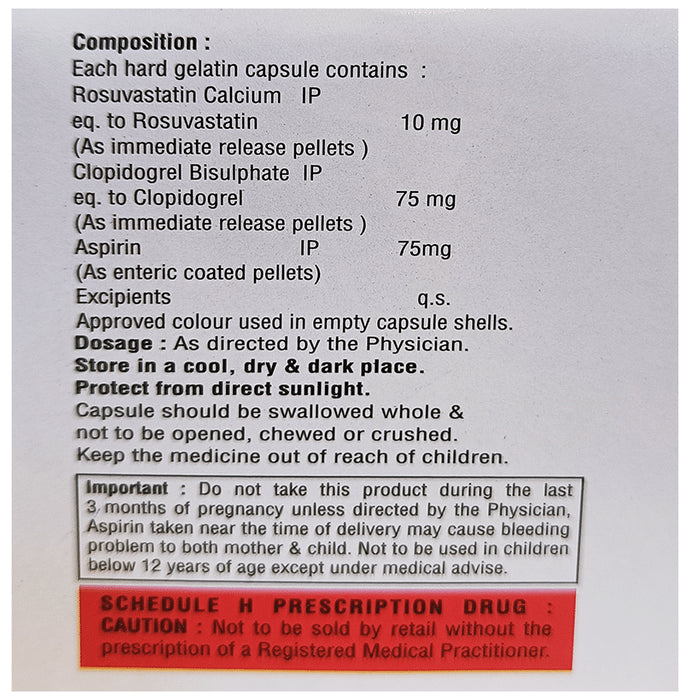 Composition :
Each hard gelatin capsule contains :
Rosuvastatin Calcium IP
eq. to Rosuvastatin 10 mg
(As immediate release pellets )
Clopidogrel Bisulphate IP
eq. to Clopidogrel 75 mg
(As immediate release pellets )
Aspirin IP 75mg
(As enteric coated pellets)
Excipients q.s.
Approved colour used in empty capsule shells.
Dosage : As directed by the Physician.
Store in a cool, dry & dark place.
Protect from direct sunlight.
Capsule should be swallowed whole &
not to be opened, chewed or crushed.
Keep the medicine out of reach of children.
Important : Do not take this product during the last
3 months of pregnancy unless directed by the Physician,
Aspirin taken near the time of delivery may cause bleeding
problem to both mother & child. Not to be used in children
below 12 years of age except under medical advise.
SCHEDULE H PRESCRIPTION DRUG :
CAUTION : Not to be sold by retail without the
prescription of a Registered Medical Practitioner.